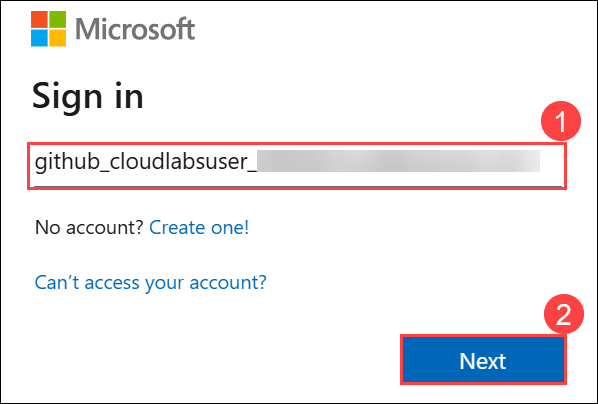 Microsoft
Sign in
1
github_cloudlabsuser_
No account? Create one!
Can't access your account?
2
Next